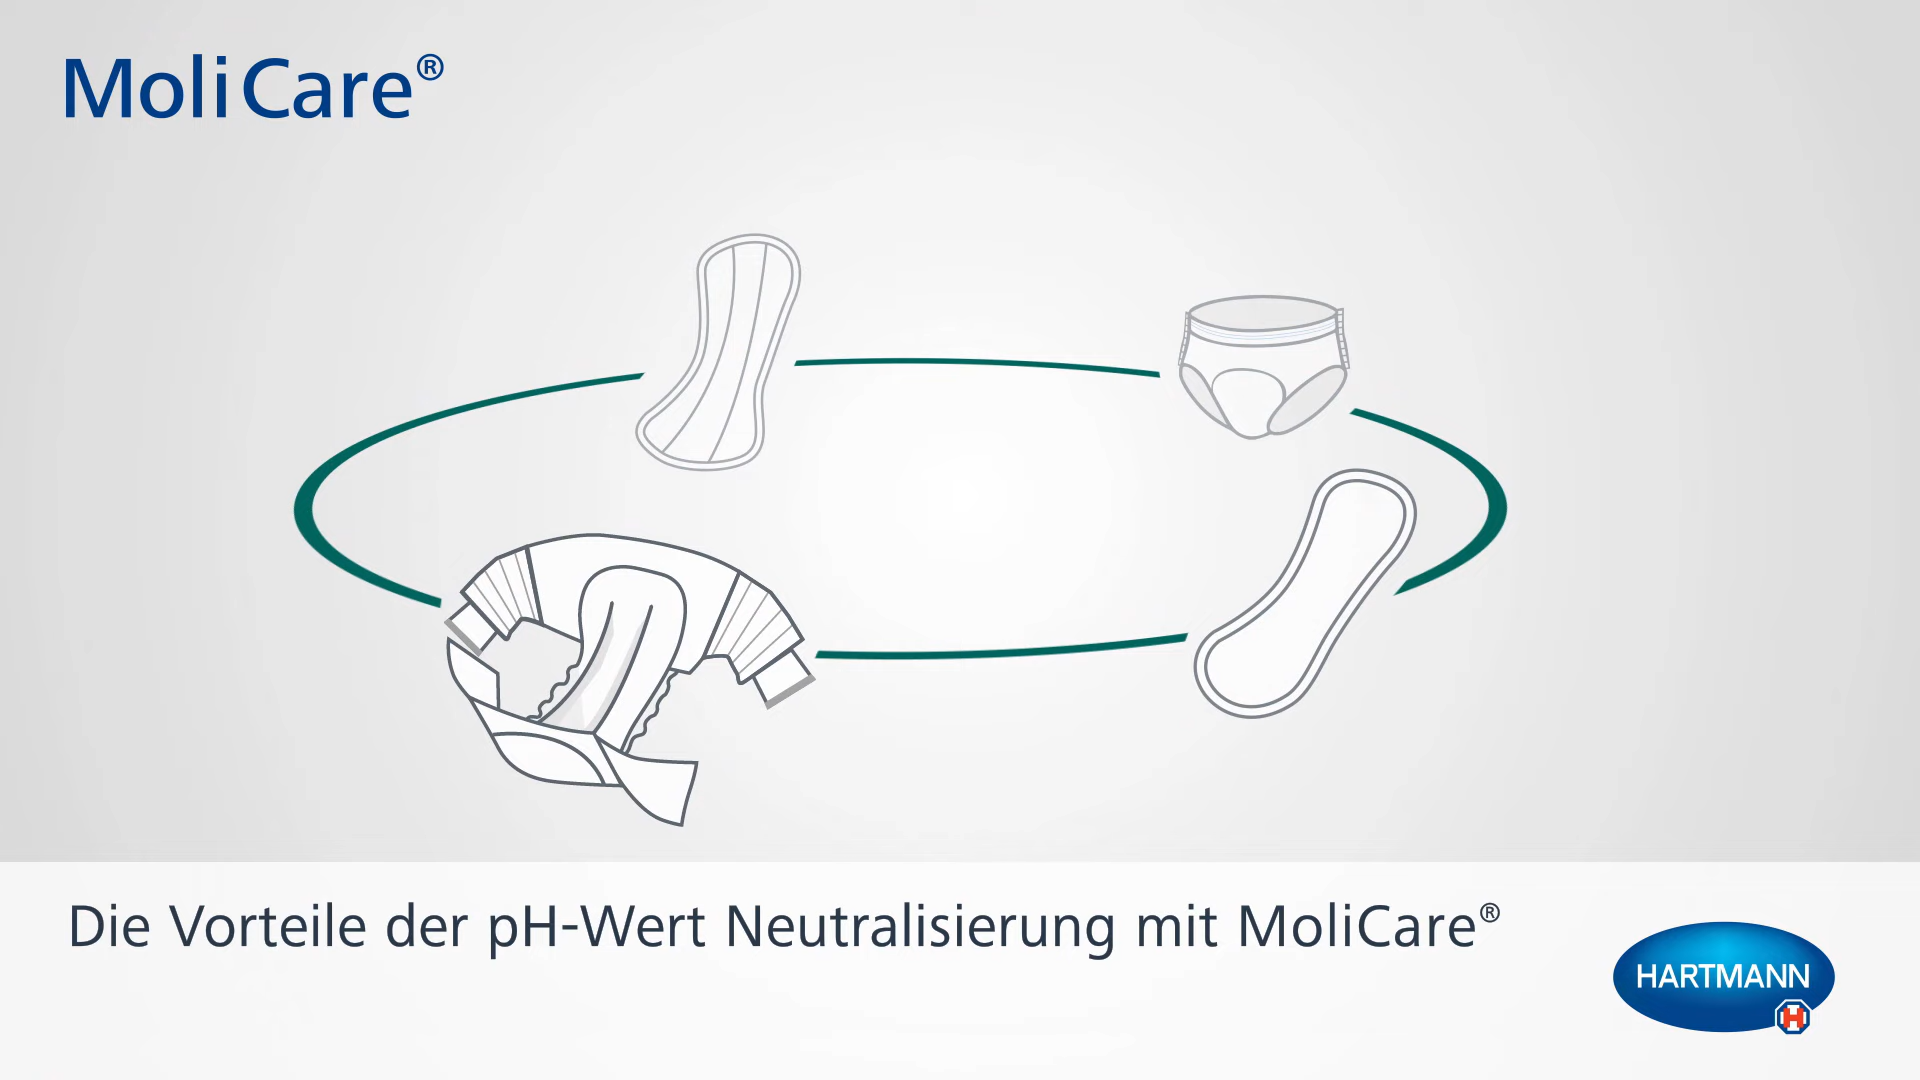 MoliCare®
Die Vorteile der pH-Wert Neutralisierung mit MoliCare®
HARTMANN
H